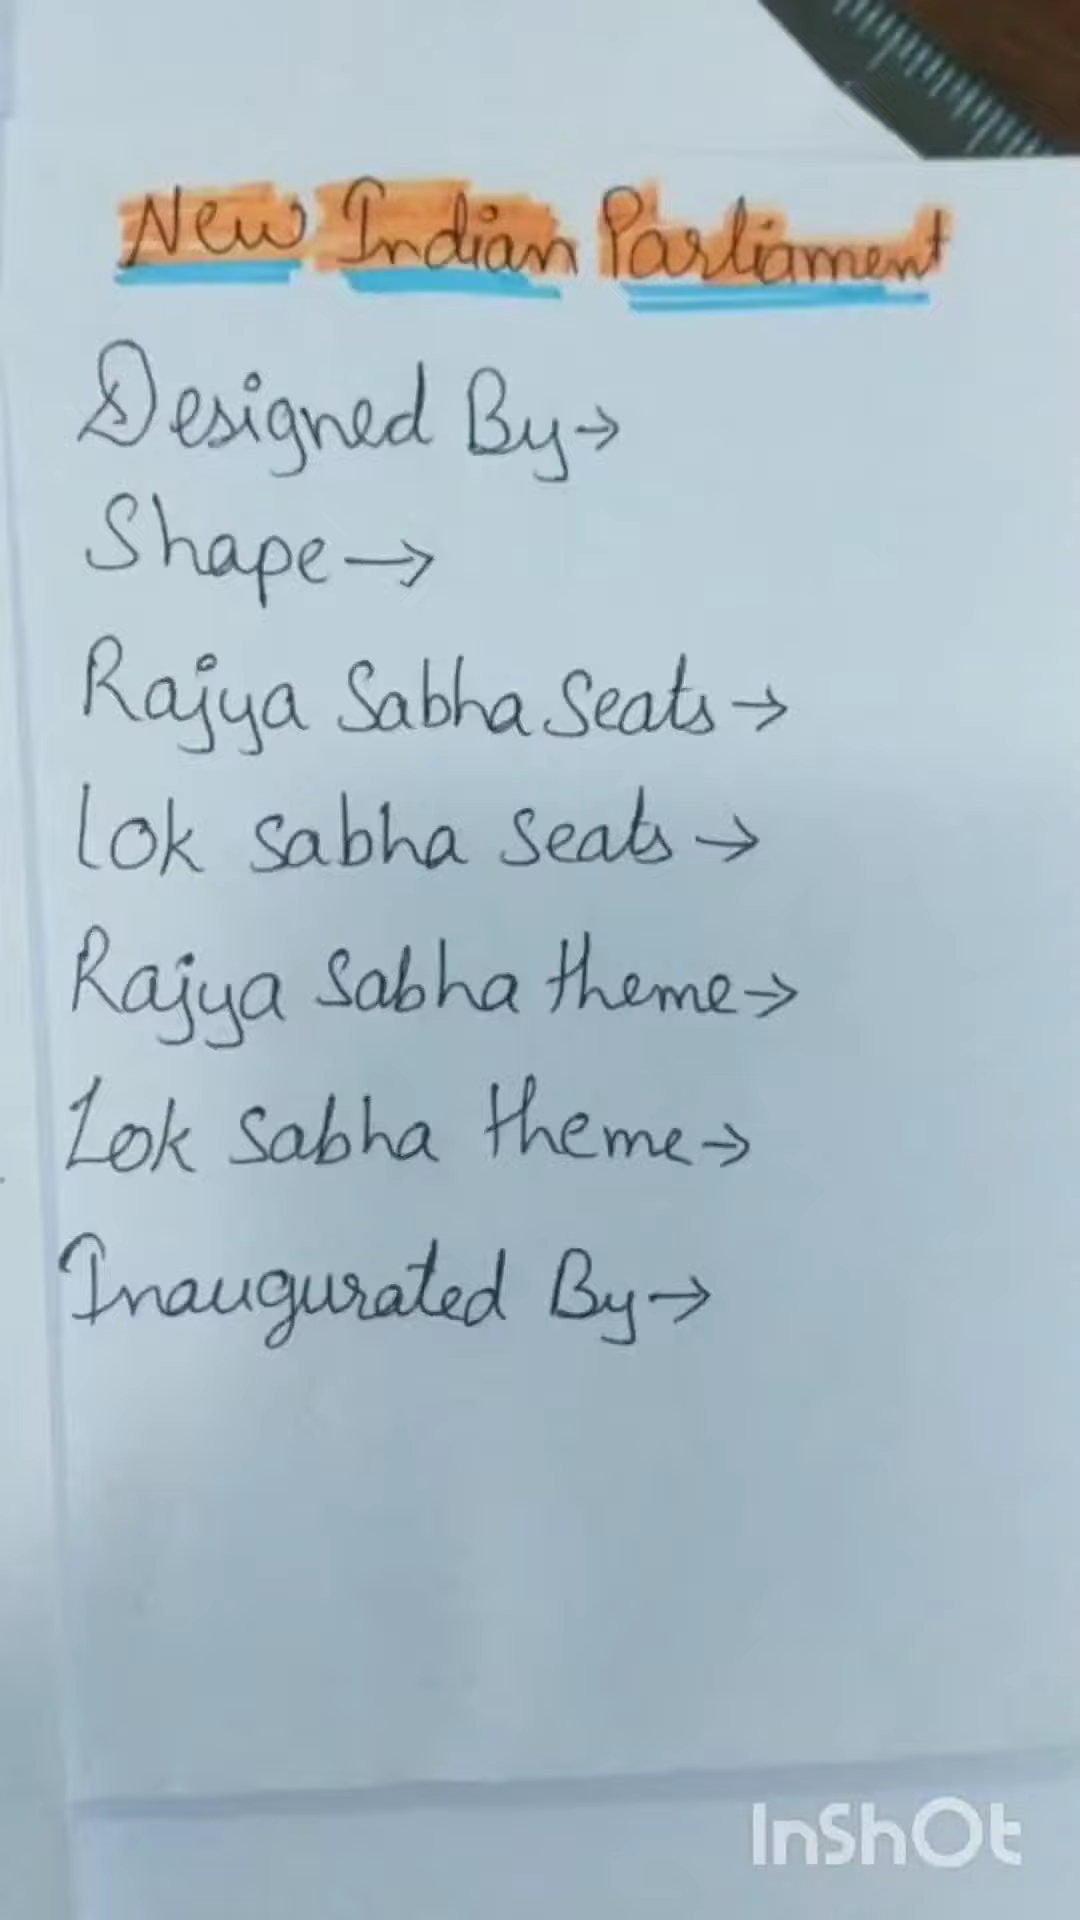 New Indian Parliament
Designed By→
Shape→
Rajya Sabha Seats→
Lok sabha seats→
Rajya Sabha theme→
Lok Sabha theme→
Inaugurated By→
InShOt